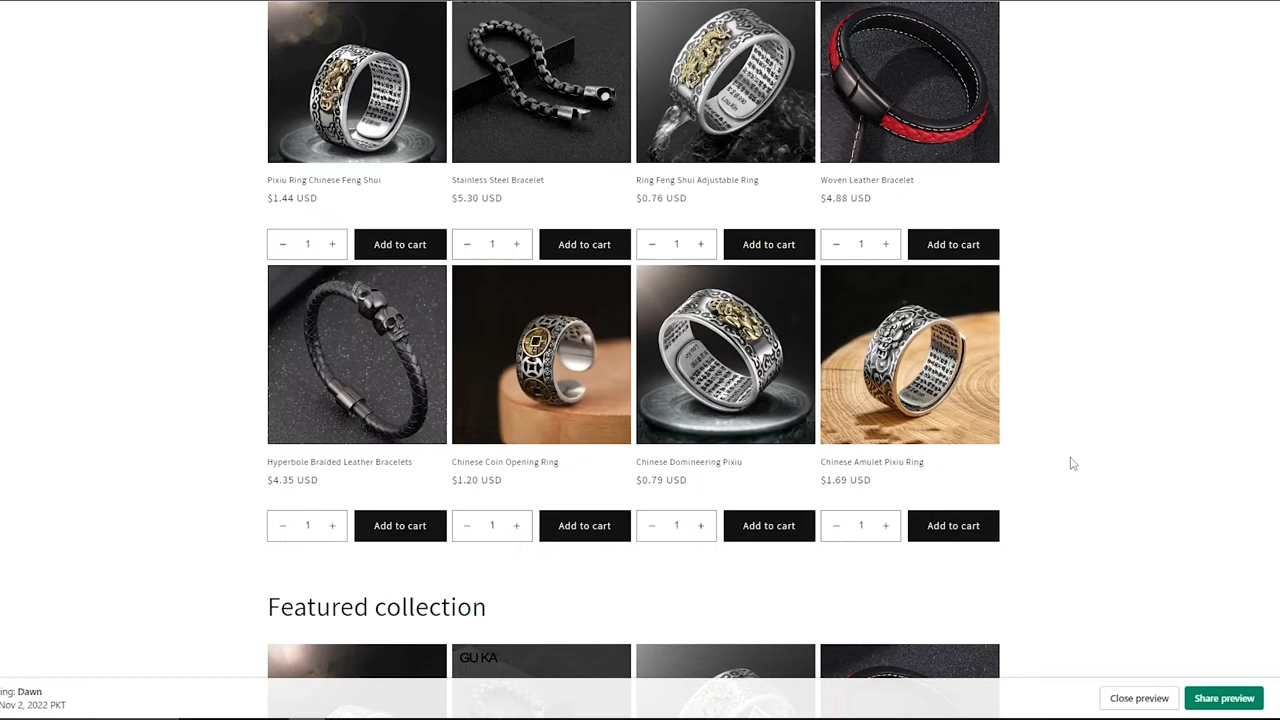 Pixiu Ring Chinese Feng Shui
$1.44 USD
Stainless Steel Bracelet
$5.30 USD
Ring Feng Shui Adjustable Ring
$0.76 USD
Woven Leather Bracelet
$4.88 USD
− 1 + Add to cart
− 1 + Add to cart
− 1 + Add to cart
− 1 + Add to cart
Hyperbole Braided Leather Bracelets
$4.35 USD
Chinese Coin Opening Ring
$1.20 USD
Chinese Domineering Pixiu
$0.79 USD
Chinese Amulet Pixiu Ring
$1.69 USD
− 1 + Add to cart
− 1 + Add to cart
− 1 + Add to cart
− 1 + Add to cart
Featured collection
GU KA
ing: Dawn
Nov 2, 2022 PKT
Close preview
Share preview